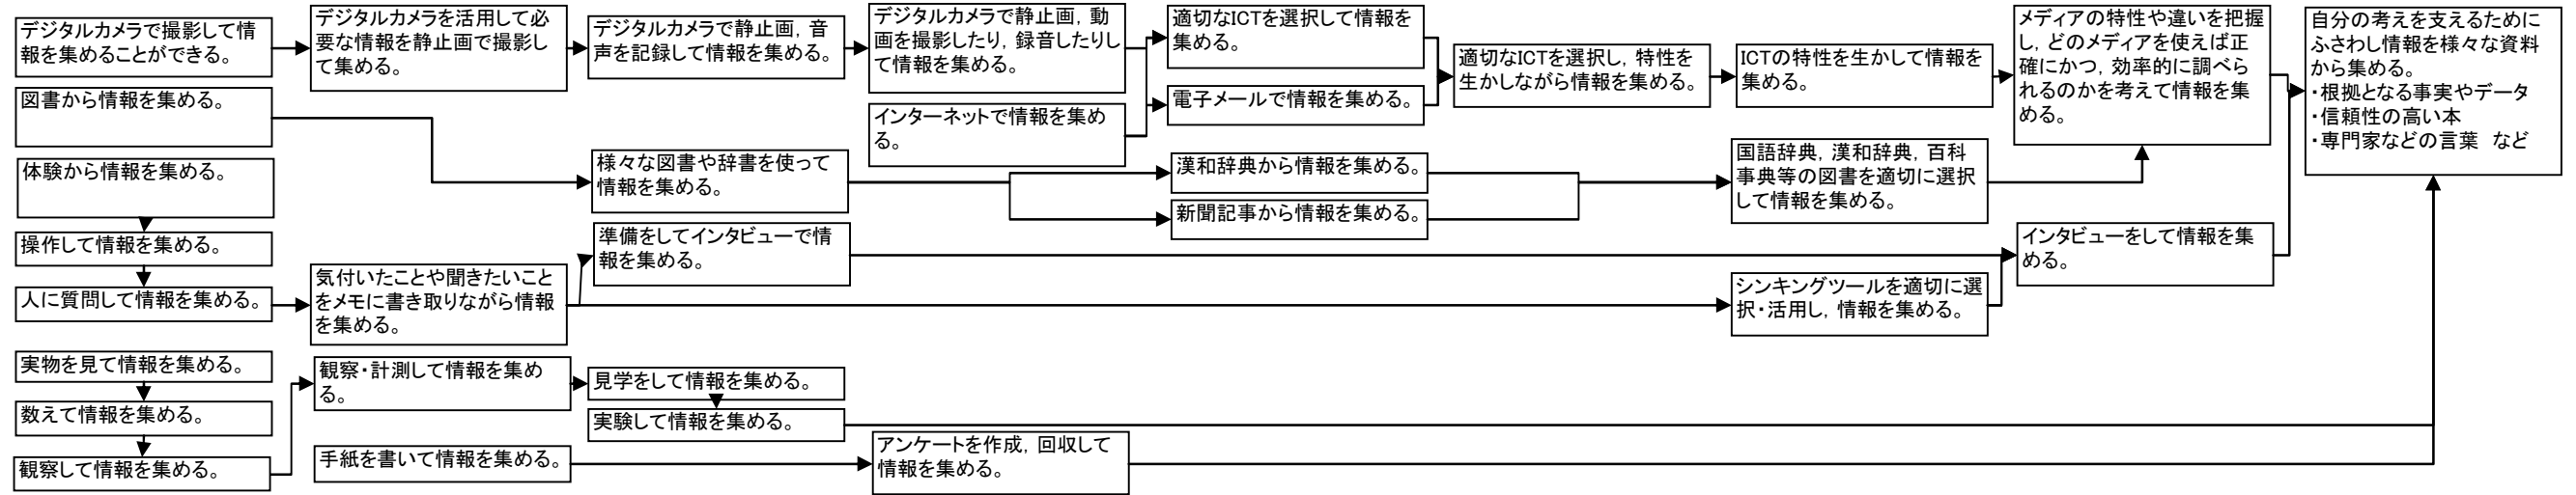 デジタルカメラで撮影して情
報を集めることができる。
図書から情報を集める。
体験から情報を集める。
操作して情報を集める。
人に質問して情報を集める。
実物を見て情報を集める。
数えて情報を集める。
観察して情報を集める。
デジタルカメラを活用して必
要な情報を静止画で撮影し
て集める。
気付いたことや聞きたいこと
をメモに書き取りながら情報
を集める。
観察・計測して情報を集め
る。
手紙を書いて情報を集める。
デジタルカメラで静止画，音
声を記録して情報を集める。
様々な図書や辞書を使って
情報を集める。
準備をしてインタビューで情
報を集める。
見学をして情報を集める。
実験して情報を集める。
デジタルカメラで静止画，動
画を撮影したり，録音したりし
て情報を集める。
インターネットで情報を集め
る。
アンケートを作成，回収して
情報を集める。
適切なICTを選択して情報を
集める。
電子メールで情報を集める。
漢和辞典から情報を集める。
新聞記事から情報を集める。
適切なICTを選択し，特性を
生かしながら情報を集める。
ICTの特性を生かして情報を
集める。
国語辞典，漢和辞典，百科
事典等の図書を適切に選択
して情報を集める。
シンキングツールを適切に選
択・活用し，情報を集める。
メディアの特性や違いを把握
し，どのメディアを使えば正
確にかつ，効率的に調べら
れるのかを考えて情報を集
める。
インタビューをして情報を集
める。
自分の考えを支えるために
ふさわし情報を様々な資料
から集める。
・根拠となる事実やデータ
・信頼性の高い本
・専門家などの言葉　など